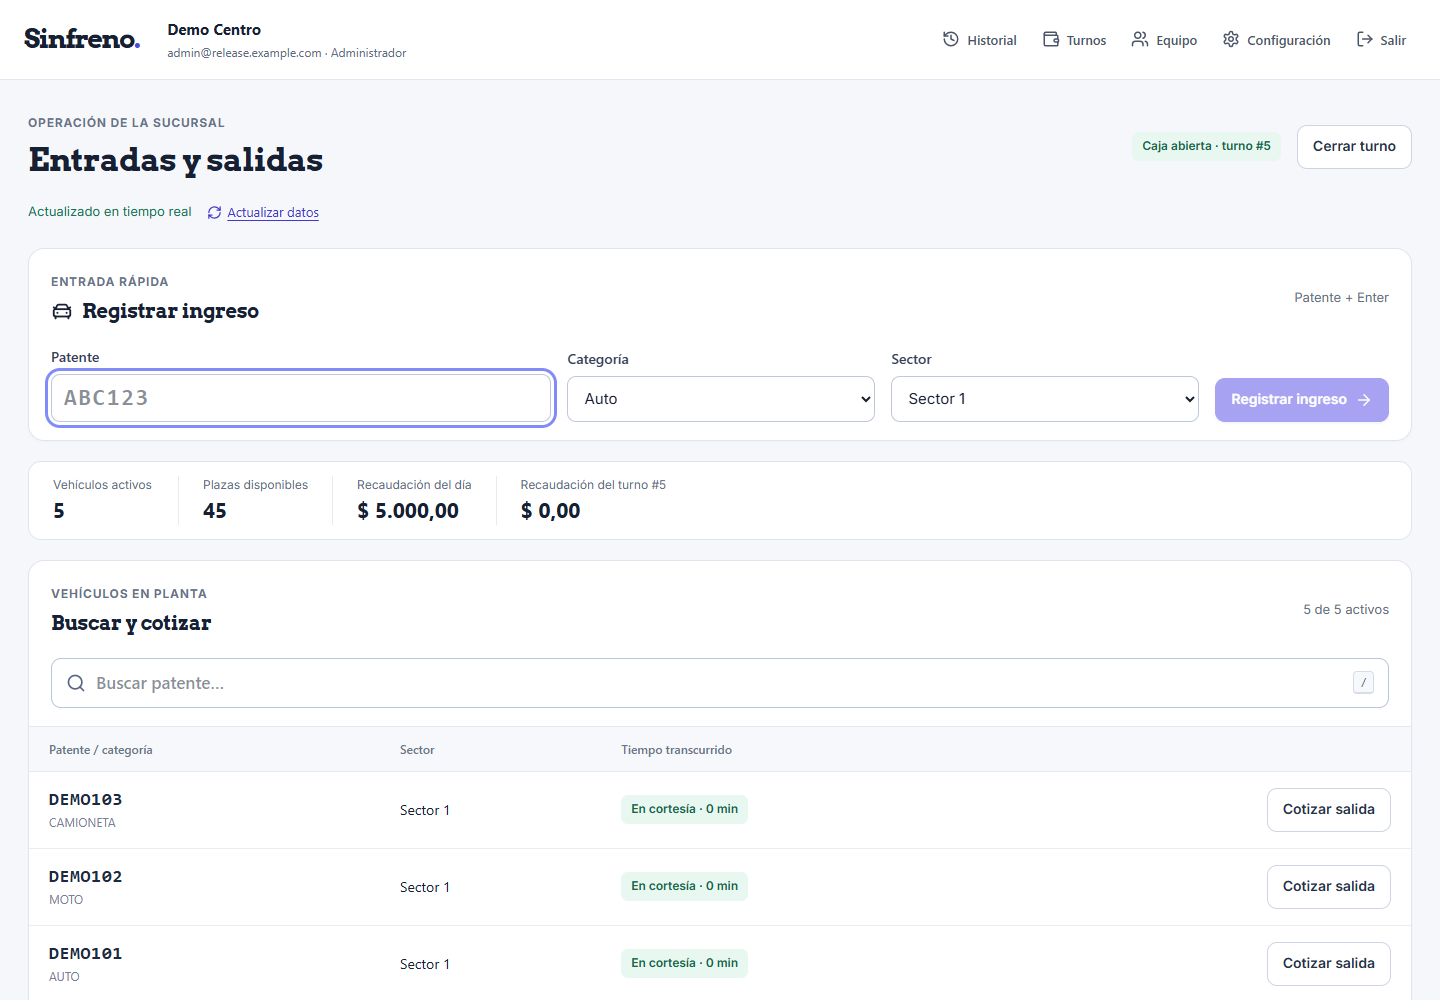 Sinfreno.
Demo Centro
admin@release.example.com · Administrador
Historial
Turnos
Equipo
Configuración
Salir
OPERACIÓN DE LA SUCURSAL
Entradas y salidas
Caja abierta · turno #5
Cerrar turno
Actualizado en tiempo real
Actualizar datos
ENTRADA RÁPIDA
Registrar ingreso
Patente + Enter
Patente
Categoría
Sector
ABC123
Auto
Sector 1
Registrar ingreso
Vehículos activos
5
Plazas disponibles
45
Recaudación del día
$ 5.000,00
Recaudación del turno #5
$ 0,00
VEHÍCULOS EN PLANTA
Buscar y cotizar
5 de 5 activos
Buscar patente...
/
Patente / categoría
Sector
Tiempo transcurrido
DEMO103
CAMIONETA
Sector 1
En cortesía · 0 min
Cotizar salida
DEMO102
MOTO
Sector 1
En cortesía · 0 min
Cotizar salida
DEMO101
AUTO
Sector 1
En cortesía · 0 min
Cotizar salida